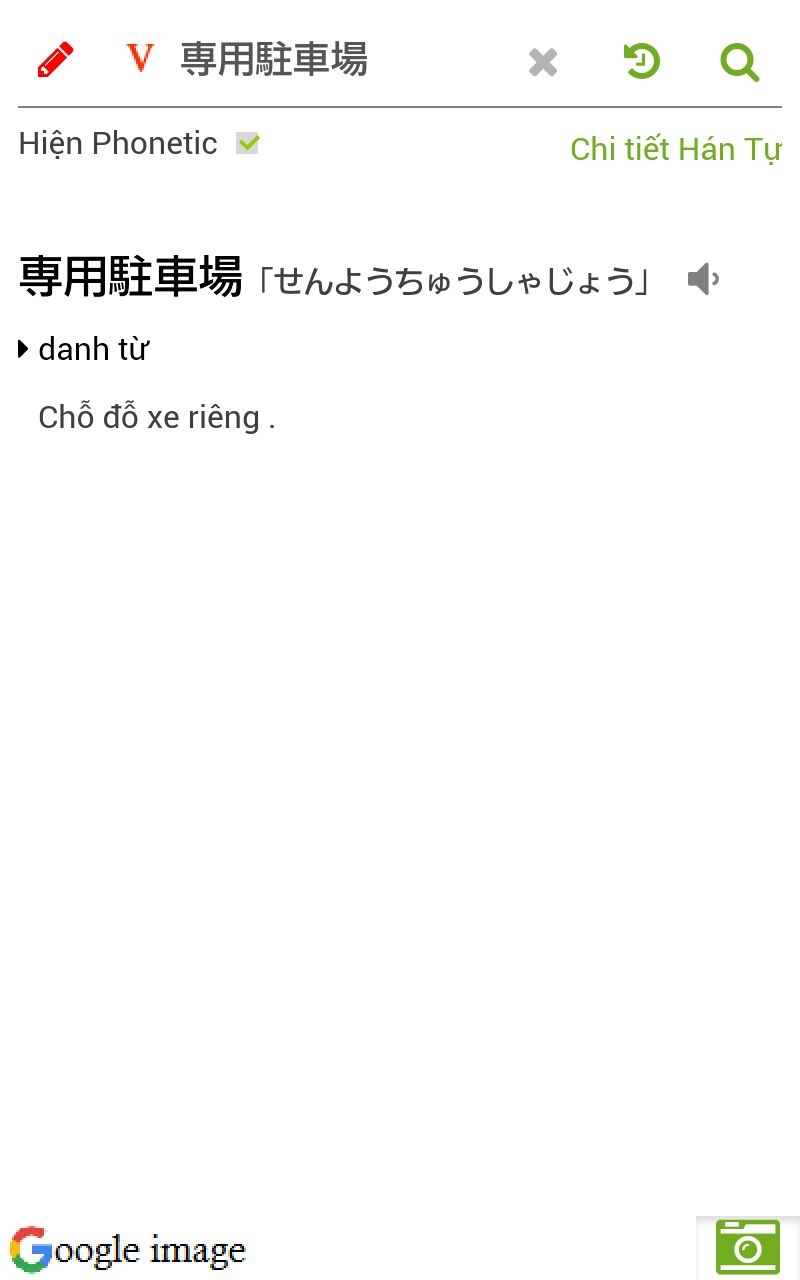 V 専用駐車場
Hiện Phonetic
Chi tiết Hán Tự
専用駐車場「せんようちゅうしゃじょう」
danh từ
Chỗ đỗ xe riêng .
Google image